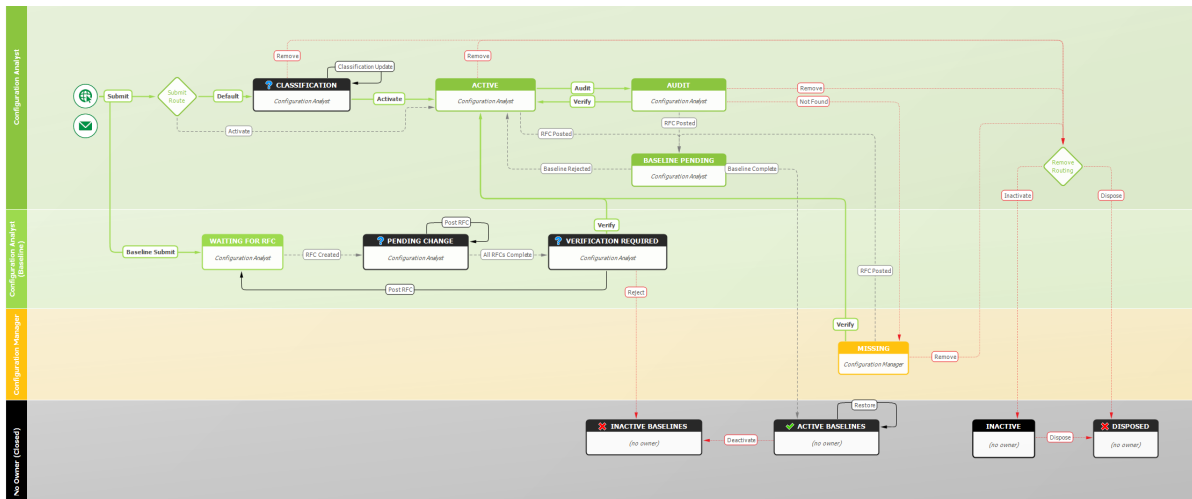 Configuration Analyst
Remove
Remove
Classification Update
CLASSIFICATION
Configuration Analyst
ACTIVE
Configuration Analyst
AUDIT
Configuration Analyst
Submit
Submit
Route
Default
Activate
Audit
Verify
Remove
Not Found
Activate
RFC Posted
RFC Posted
BASELINE PENDING
Configuration Analyst
Baseline Rejected
Baseline Complete
Remove
Routing
Inactivate
Dispose
Configuration Analyst
(Baseline)
Post RFC
Verify
WAITING FOR RFC
Configuration Analyst
PENDING CHANGE
Configuration Analyst
VERIFICATION REQUIRED
Configuration Analyst
Baseline Submit
RFC Created
All RFCs Complete
RFC Posted
Post RFC
Reject
Configuration Manager
Verify
MISSING
Configuration Manager
Remove
No Owner (Closed)
Restore
INACTIVE BASELINES
(no owner)
Deactivate
ACTIVE BASELINES
(no owner)
INACTIVE
(no owner)
Dispose
DISPOSED
(no owner)